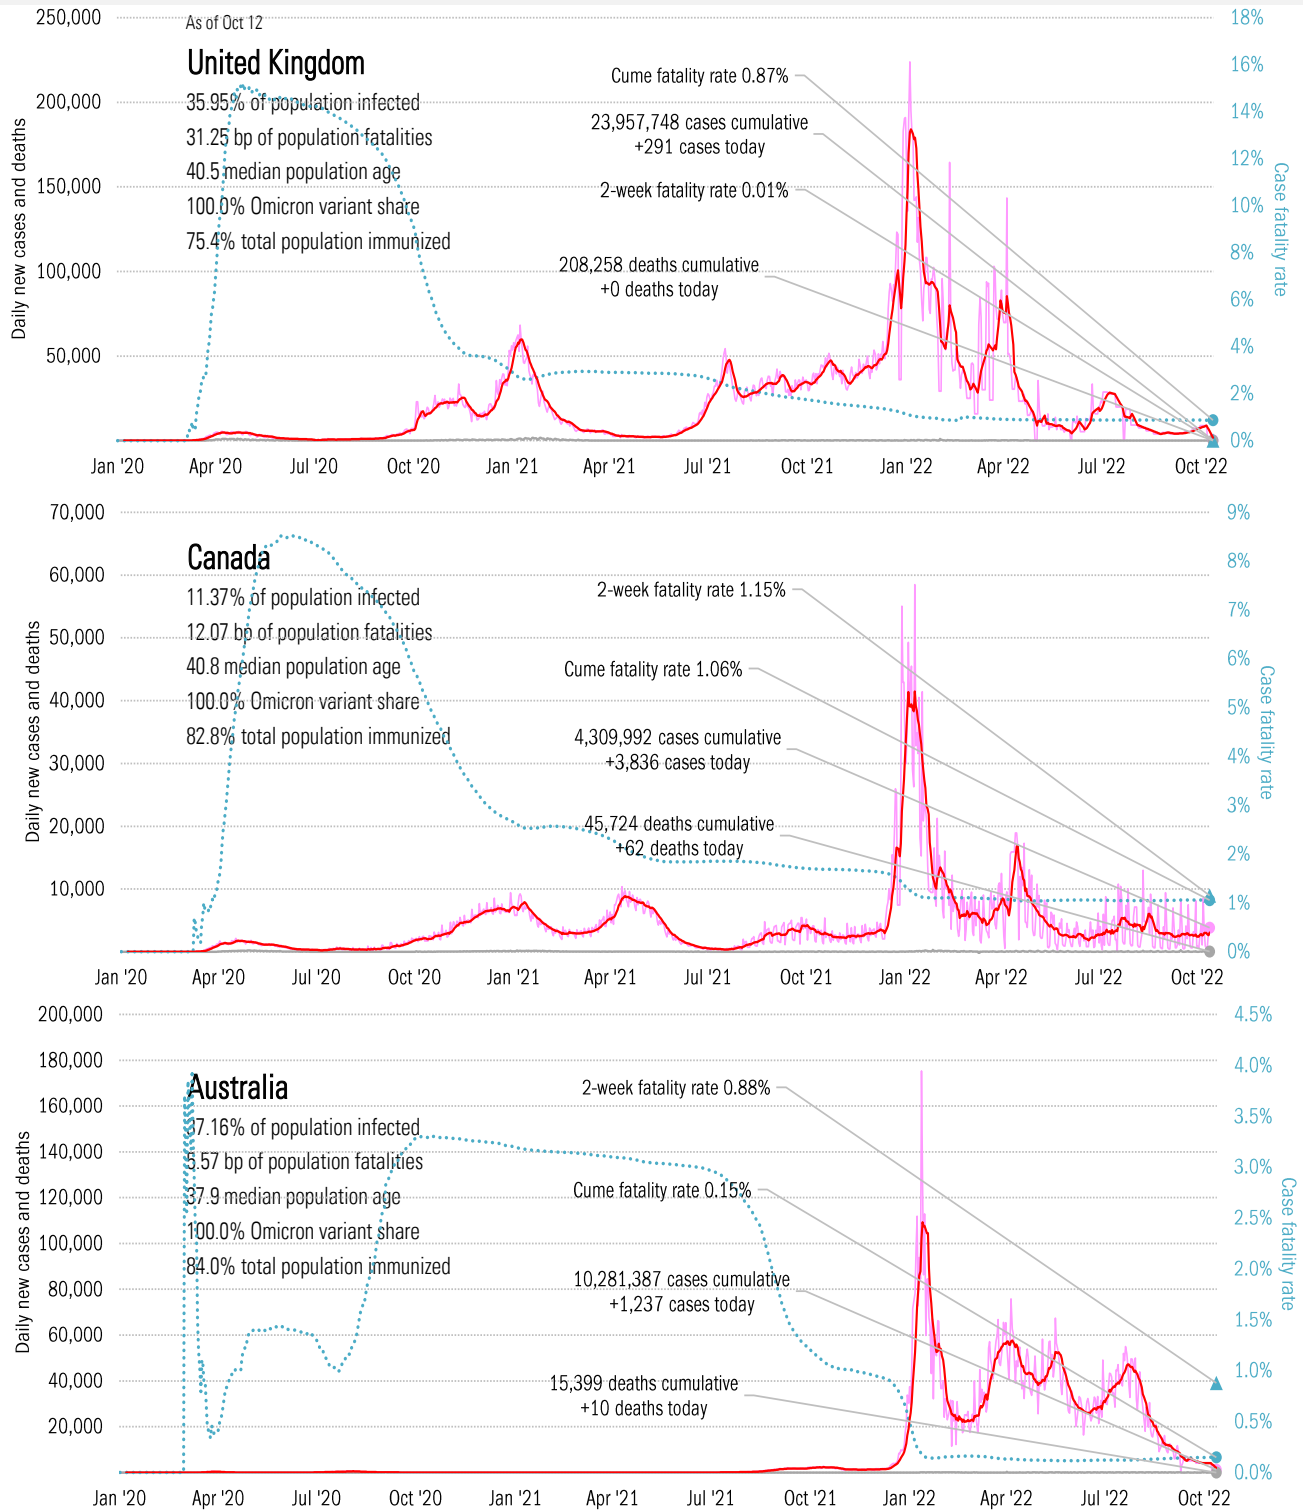 As of Oct 12
United Kingdom
35.95% of population infected
31.25 bp of population fatalities
40.5 median population age
100.0% Omicron variant share
75.4% total population immunized
Cume fatality rate 0.87%
23,957,748 cases cumulative
+291 cases today
2-week fatality rate 0.01%
208,258 deaths cumulative
+0 deaths today
Daily new cases and deaths
250,000
200,000
150,000
100,000
50,000
Case fatality rate
18%
16%
14%
12%
10%
8%
6%
4%
2%
0%
Jan '20 Apr '20 Jul '20 Oct '20 Jan '21 Apr '21 Jul '21 Oct '21 Jan '22 Apr '22 Jul '22 Oct '22
Canada
11.37% of population infected
12.07 bp of population fatalities
40.8 median population age
100.0% Omicron variant share
82.8% total population immunized
2-week fatality rate 1.15%
Cume fatality rate 1.06%
4,309,992 cases cumulative
+3,836 cases today
45,724 deaths cumulative
+62 deaths today
Daily new cases and deaths
70,000
60,000
50,000
40,000
30,000
20,000
10,000
Case fatality rate
9%
8%
7%
6%
5%
4%
3%
2%
1%
0%
Jan '20 Apr '20 Jul '20 Oct '20 Jan '21 Apr '21 Jul '21 Oct '21 Jan '22 Apr '22 Jul '22 Oct '22
Australia
37.16% of population infected
5.57 bp of population fatalities
37.9 median population age
100.0% Omicron variant share
84.0% total population immunized
2-week fatality rate 0.88%
Cume fatality rate 0.15%
10,281,387 cases cumulative
+1,237 cases today
15,399 deaths cumulative
+10 deaths today
Daily new cases and deaths
200,000
180,000
160,000
140,000
120,000
100,000
80,000
60,000
40,000
20,000
Case fatality rate
4.5%
4.0%
3.5%
3.0%
2.5%
2.0%
1.5%
1.0%
0.5%
0.0%
Jan '20 Apr '20 Jul '20 Oct '20 Jan '21 Apr '21 Jul '21 Oct '21 Jan '22 Apr '22 Jul '22 Oct '22